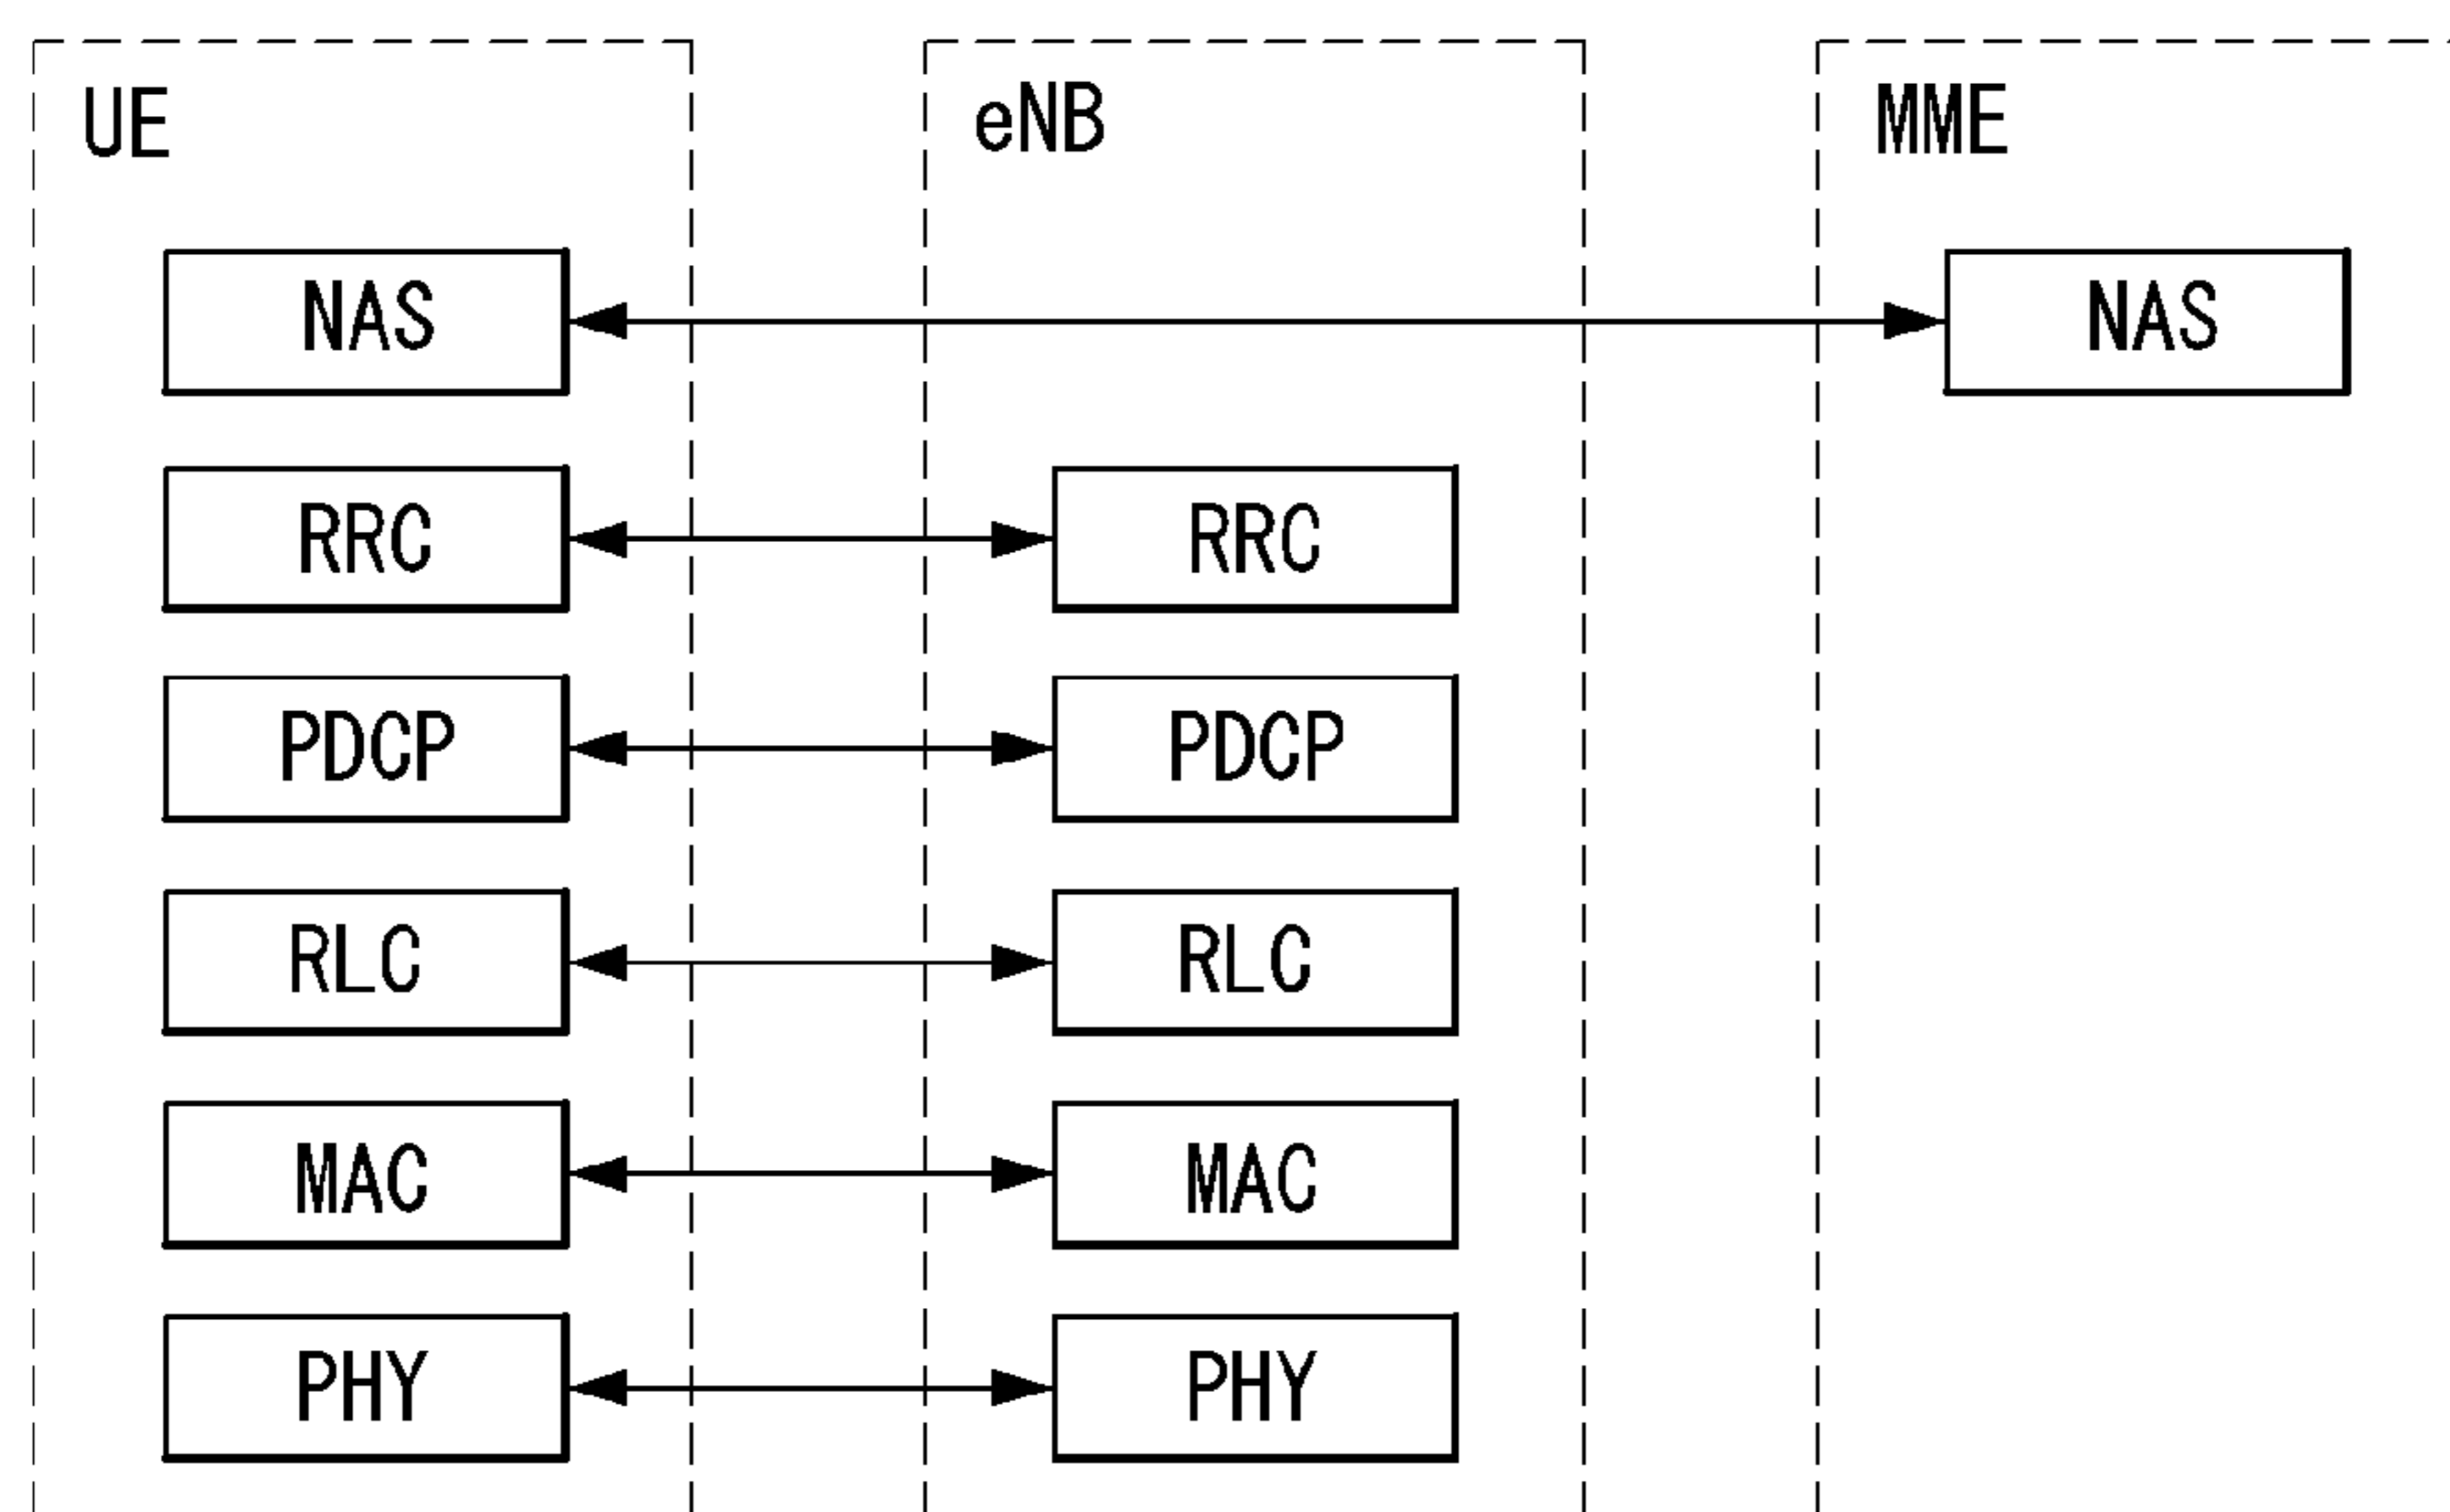 UE eNB MME
NAS NAS
RRC RRC
PDCP PDCP
RLC RLC
MAC MAC
PHY PHY